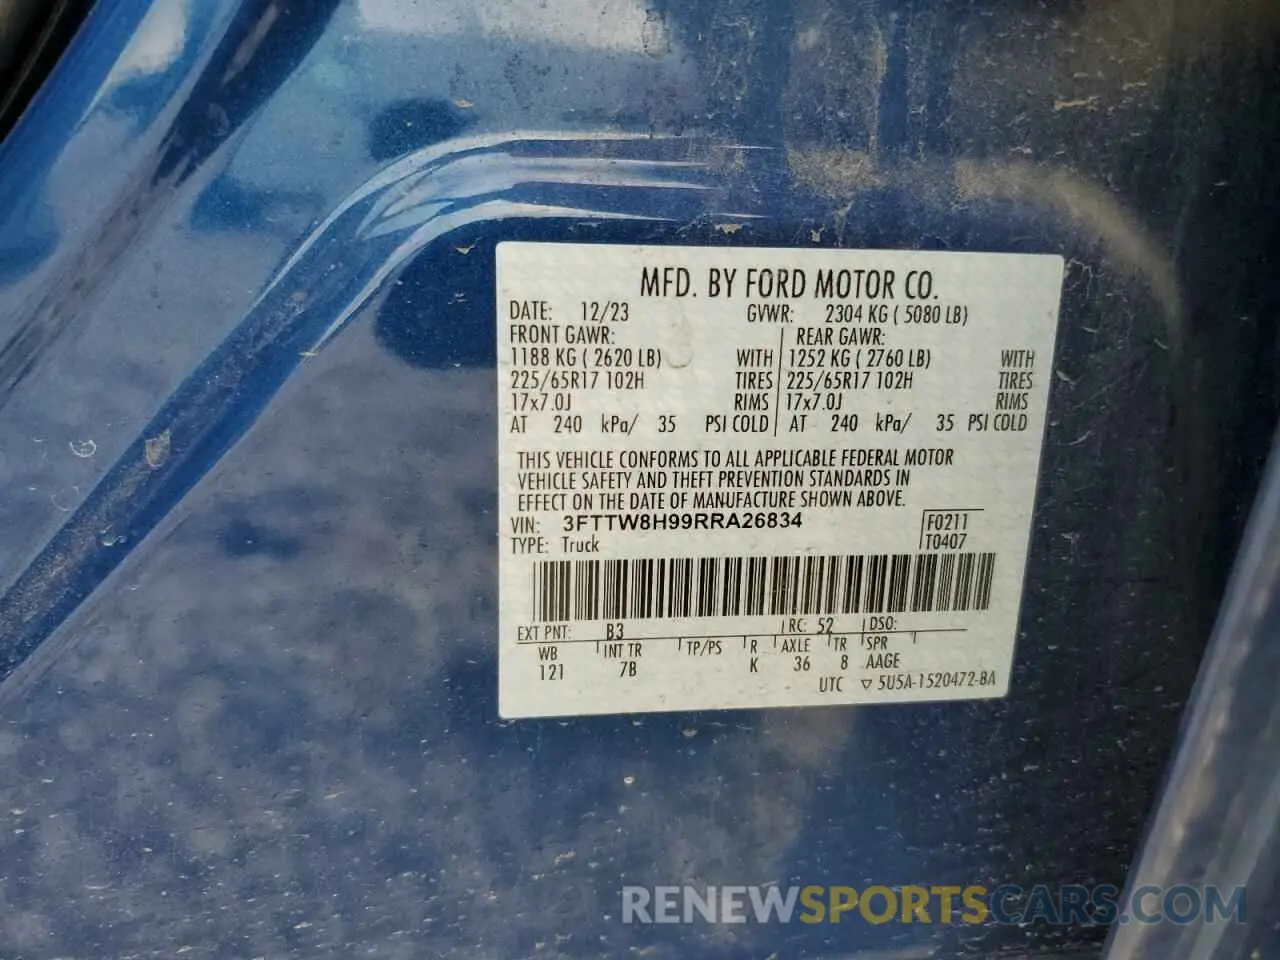 MFD. BY FORD MOTOR CO.
DATE: 12/23 GVWR: 2304 KG ( 5080 LB)
FRONT GAWR: REAR GAWR:
1188 KG ( 2620 LB) WITH 1252 KG ( 2760 LB) WITH
225/65R17 102H TIRES 225/65R17 102H TIRES
17x7.0J RIMS 17x7.0J RIMS
AT 240 kPa/ 35 PSI COLD AT 240 kPa/ 35 PSI COLD
THIS VEHICLE CONFORMS TO ALL APPLICABLE FEDERAL MOTOR
VEHICLE SAFETY AND THEFT PREVENTION STANDARDS IN
EFFECT ON THE DATE OF MANUFACTURE SHOWN ABOVE.
VIN: 3FTTW8H99RRA26834 F0211
TYPE: Truck T0407
EXT PNT: B3 RC: 52 DSO:
WB INT TR TP/PS R AXLE TR SPR
121 7B K 36 8 AAGE
UTC ▽ 5U5A-1520472-BA
RENEWSPORTSCARS.COM